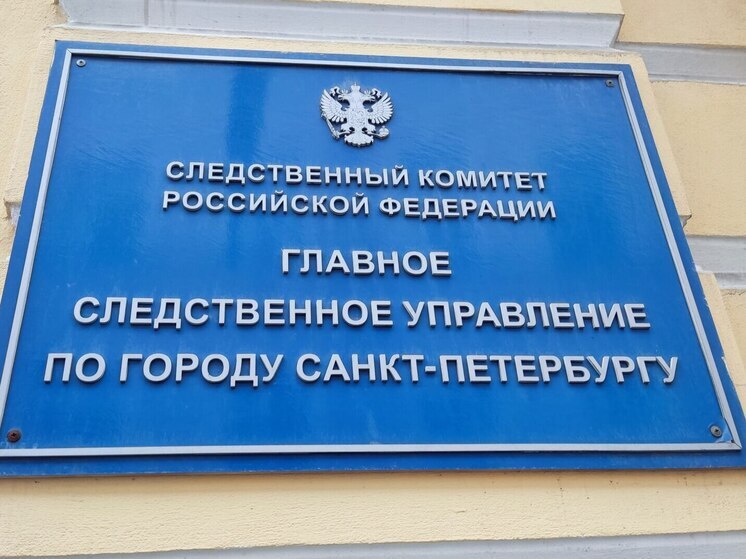 СЛЕДСТВЕННЫЙ КОМИТЕТ
РОССИЙСКОЙ ФЕДЕРАЦИИ
ГЛАВНОЕ
СЛЕДСТВЕННОЕ УПРАВЛЕНИЕ
ПО ГОРОДУ САНКТ-ПЕТЕРБУРГУ